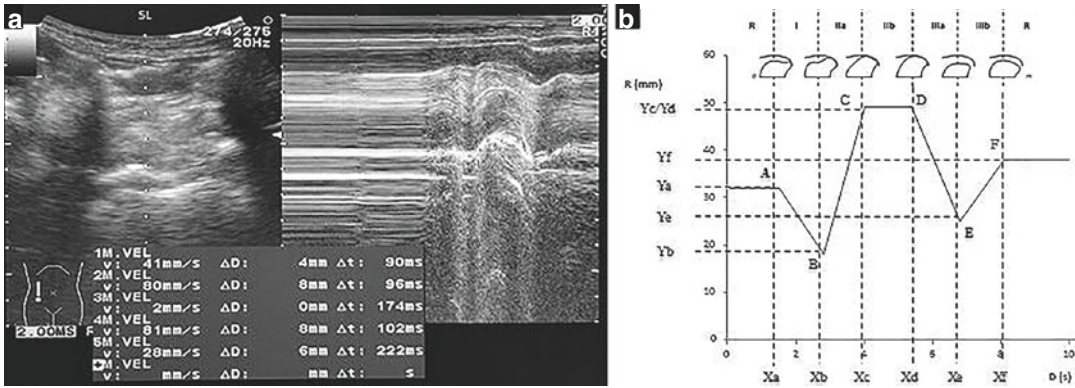 a
SL
274/276
20Hz
2.0
1M.VEL
v: 41mm/s ΔD: 4mm Δt: 90ms
2M.VEL
v: 80mm/s ΔD: 8mm Δt: 96ms
3M.VEL
v: 2mm/s ΔD: 0mm Δt: 174ms
4M.VEL
v: 81mm/s ΔD: 8mm Δt: 102ms
5M.VEL
v: 28mm/s ΔD: 6mm Δt: 222ms
M.VEL
v: mm/s ΔD: mm Δt: s
2.00MS
b
R I IIa IIb IIIa IIIb R
R (mm)
60
Yc/Yd
50
C D
40
Yf
F
Ya
30
A
Ye
E
20
Yb
B
10
0
0 2 4 6 8 10
Xa Xb Xc Xd Xe Xf D (s)